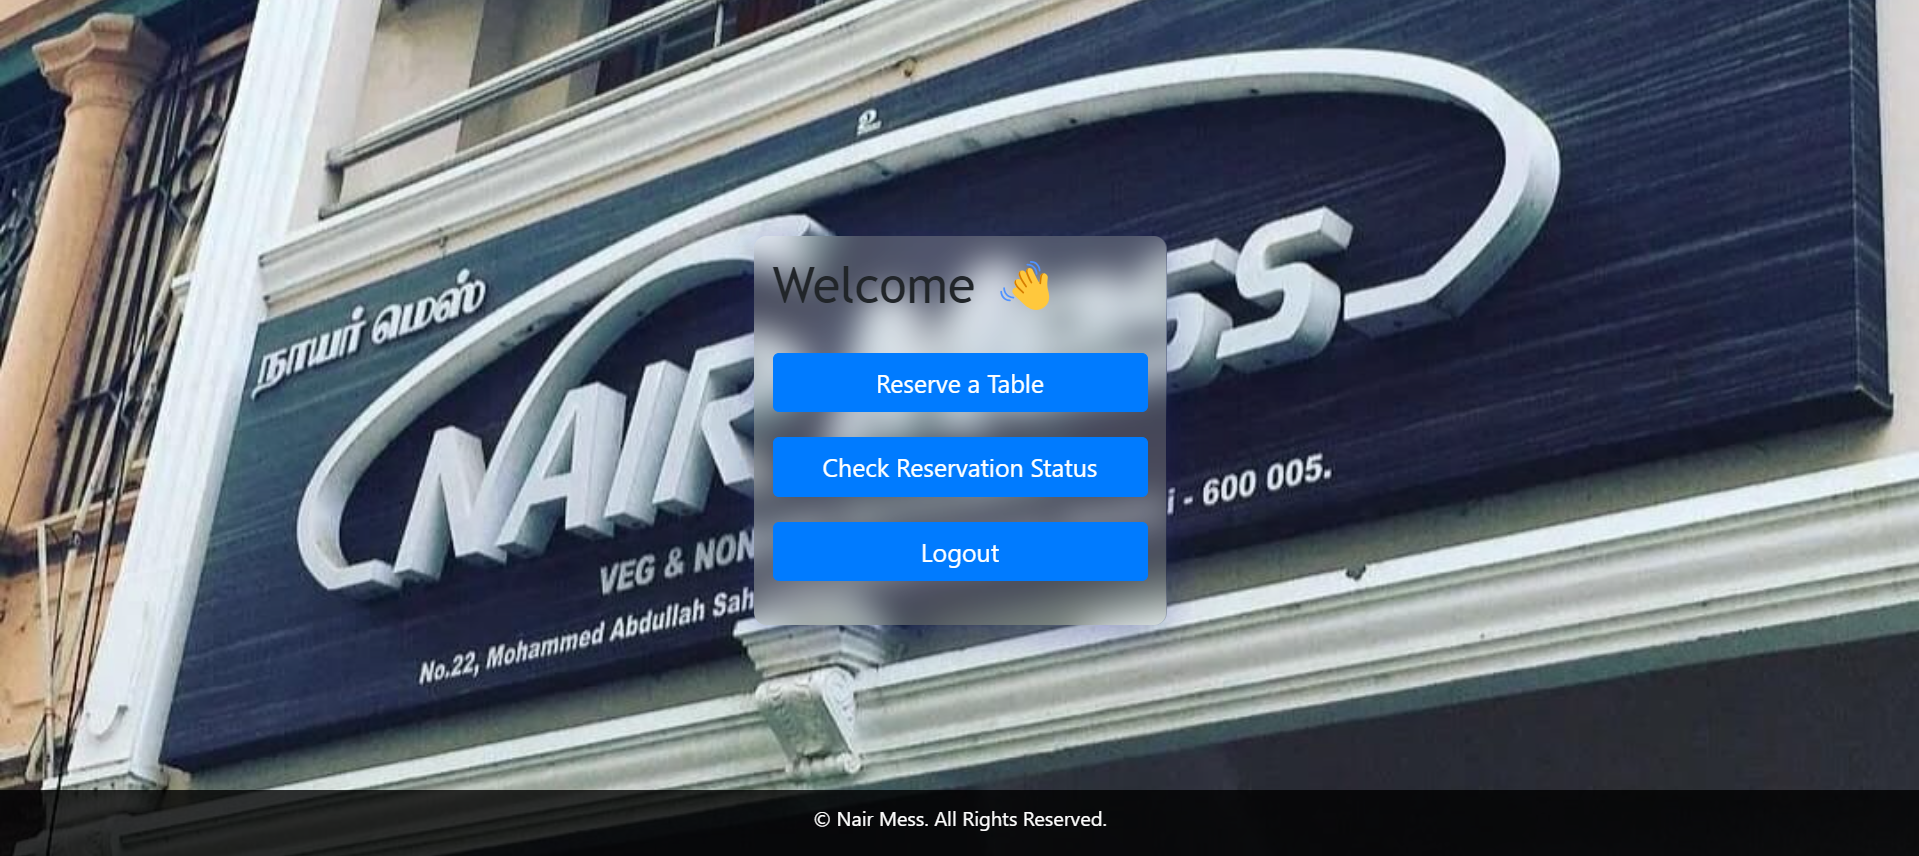 உ
நாயர் மெஸ்
NAIR
VEG & NON
No.22, Mohammed Abdullah Sah
- 600 005.
Welcome 👋
Reserve a Table
Check Reservation Status
Logout
© Nair Mess. All Rights Reserved.